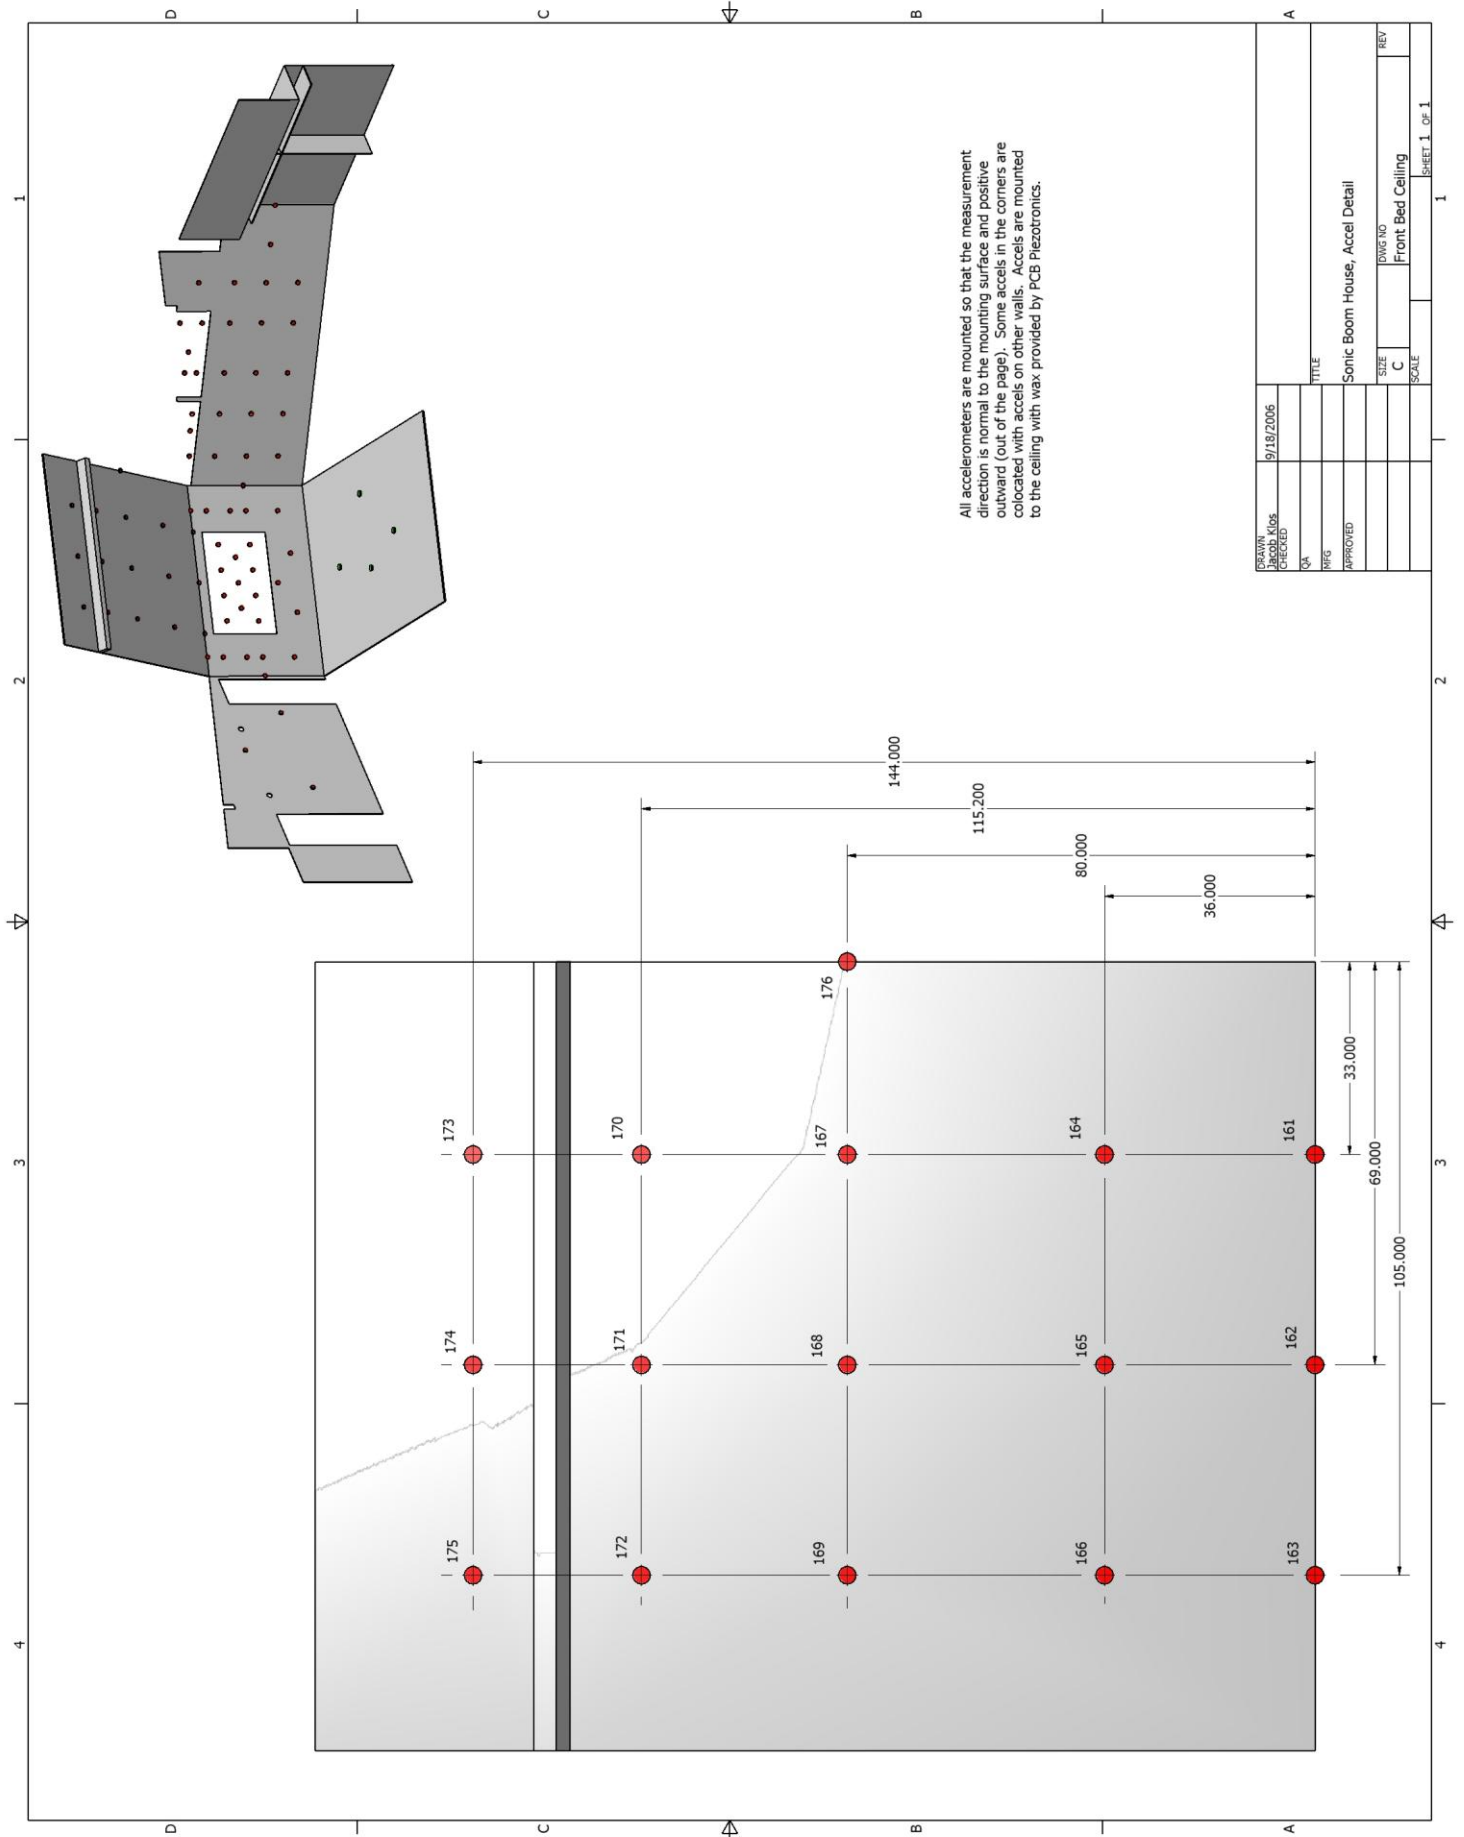 4
3
2
1
D
D
C
C
B
B
A
A
175
174
173
172
171
170
169
168
167
176
166
165
164
163
162
161
144.000
115.200
80.000
36.000
33.000
69.000
105.000
All accelerometers are mounted so that the measurement
direction is normal to the mounting surface and positive
outward (out of the page). Some accels in the corners are
colocated with accels on other walls. Accels are mounted
to the ceiling with wax provided by PCB Piezotronics.
DRAWN
Jacob Klos
9/18/2006
CHECKED
QA
MFG
APPROVED
TITLE
Sonic Boom House, Accel Detail
SIZE
C
DWG NO
Front Bed Ceiling
REV
SCALE
SHEET 1 OF 1
4
3
2
1